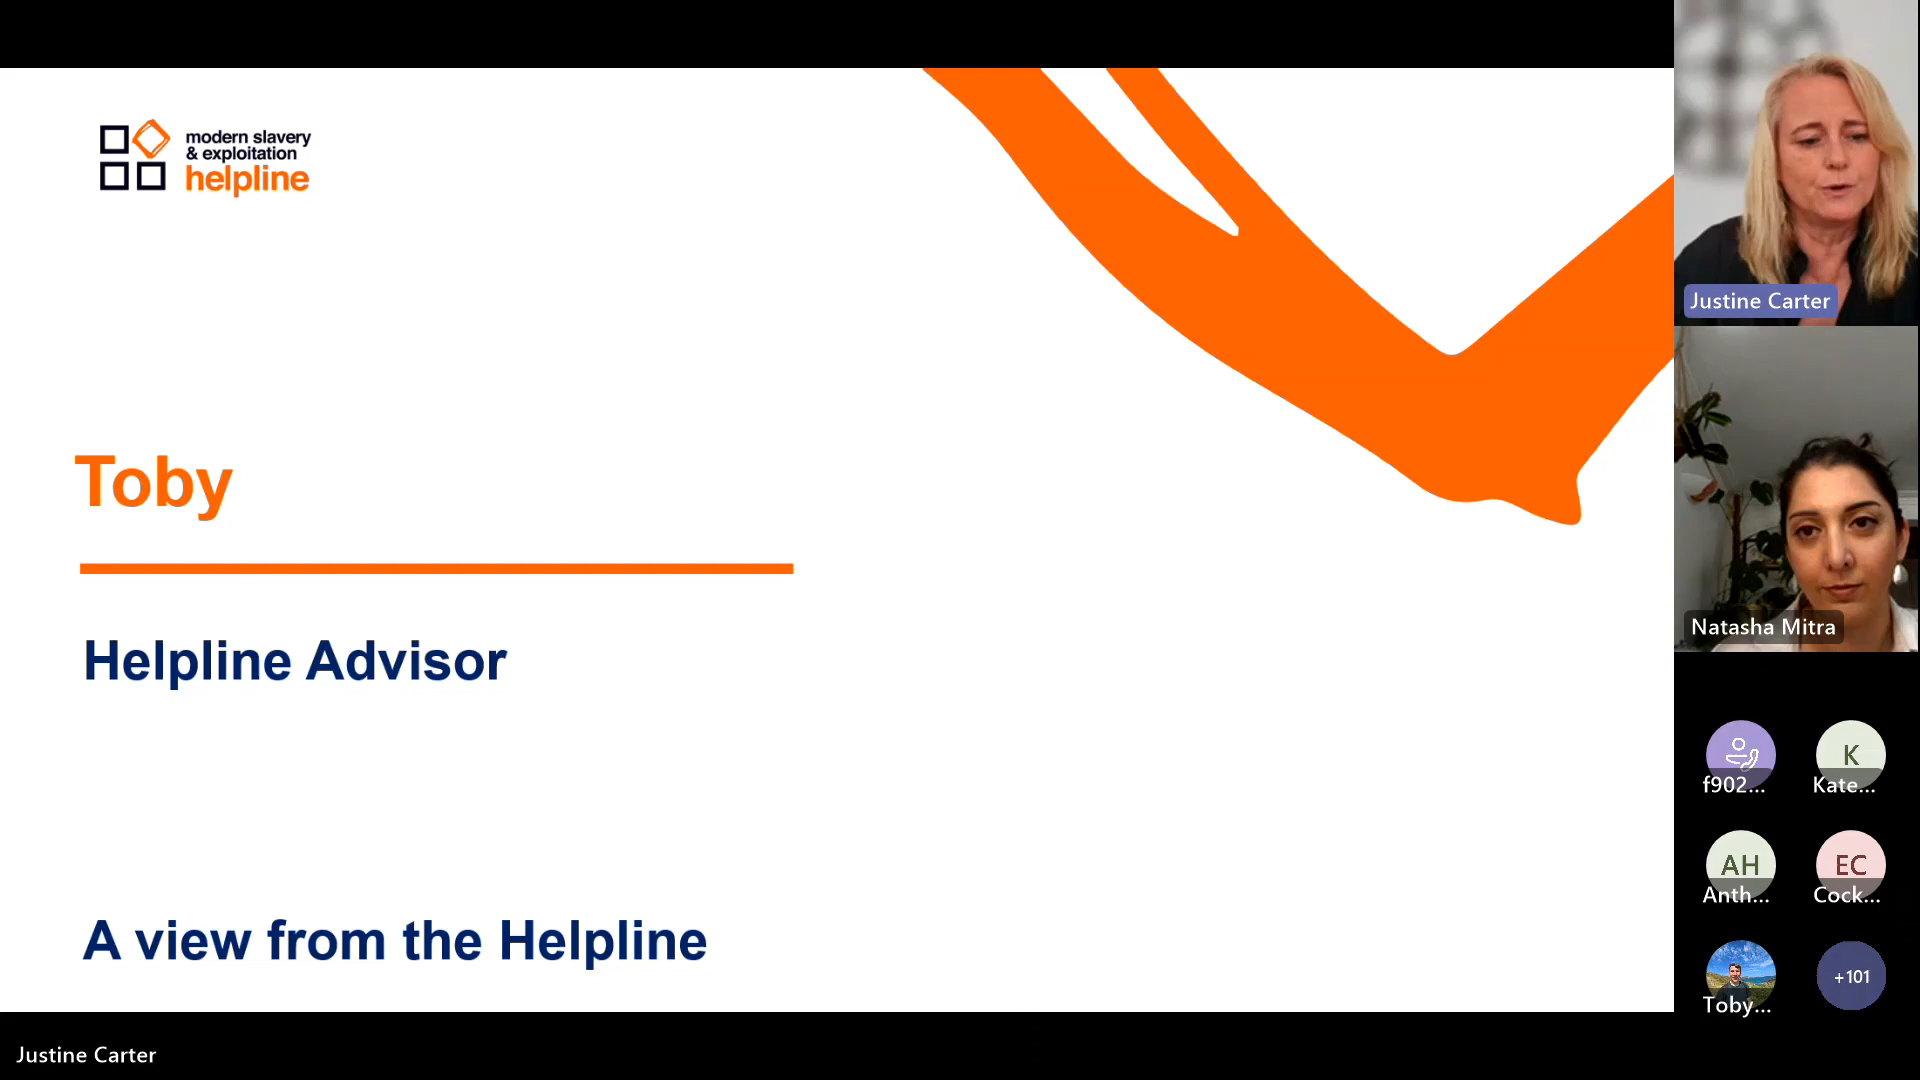 modern slavery
& exploitation
helpline
Toby
Helpline Advisor
A view from the Helpline
Justine Carter
Natasha Mitra
f902...
K
Kate...
AH
Anth...
EC
Cock...
Toby...
+101
Justine Carter